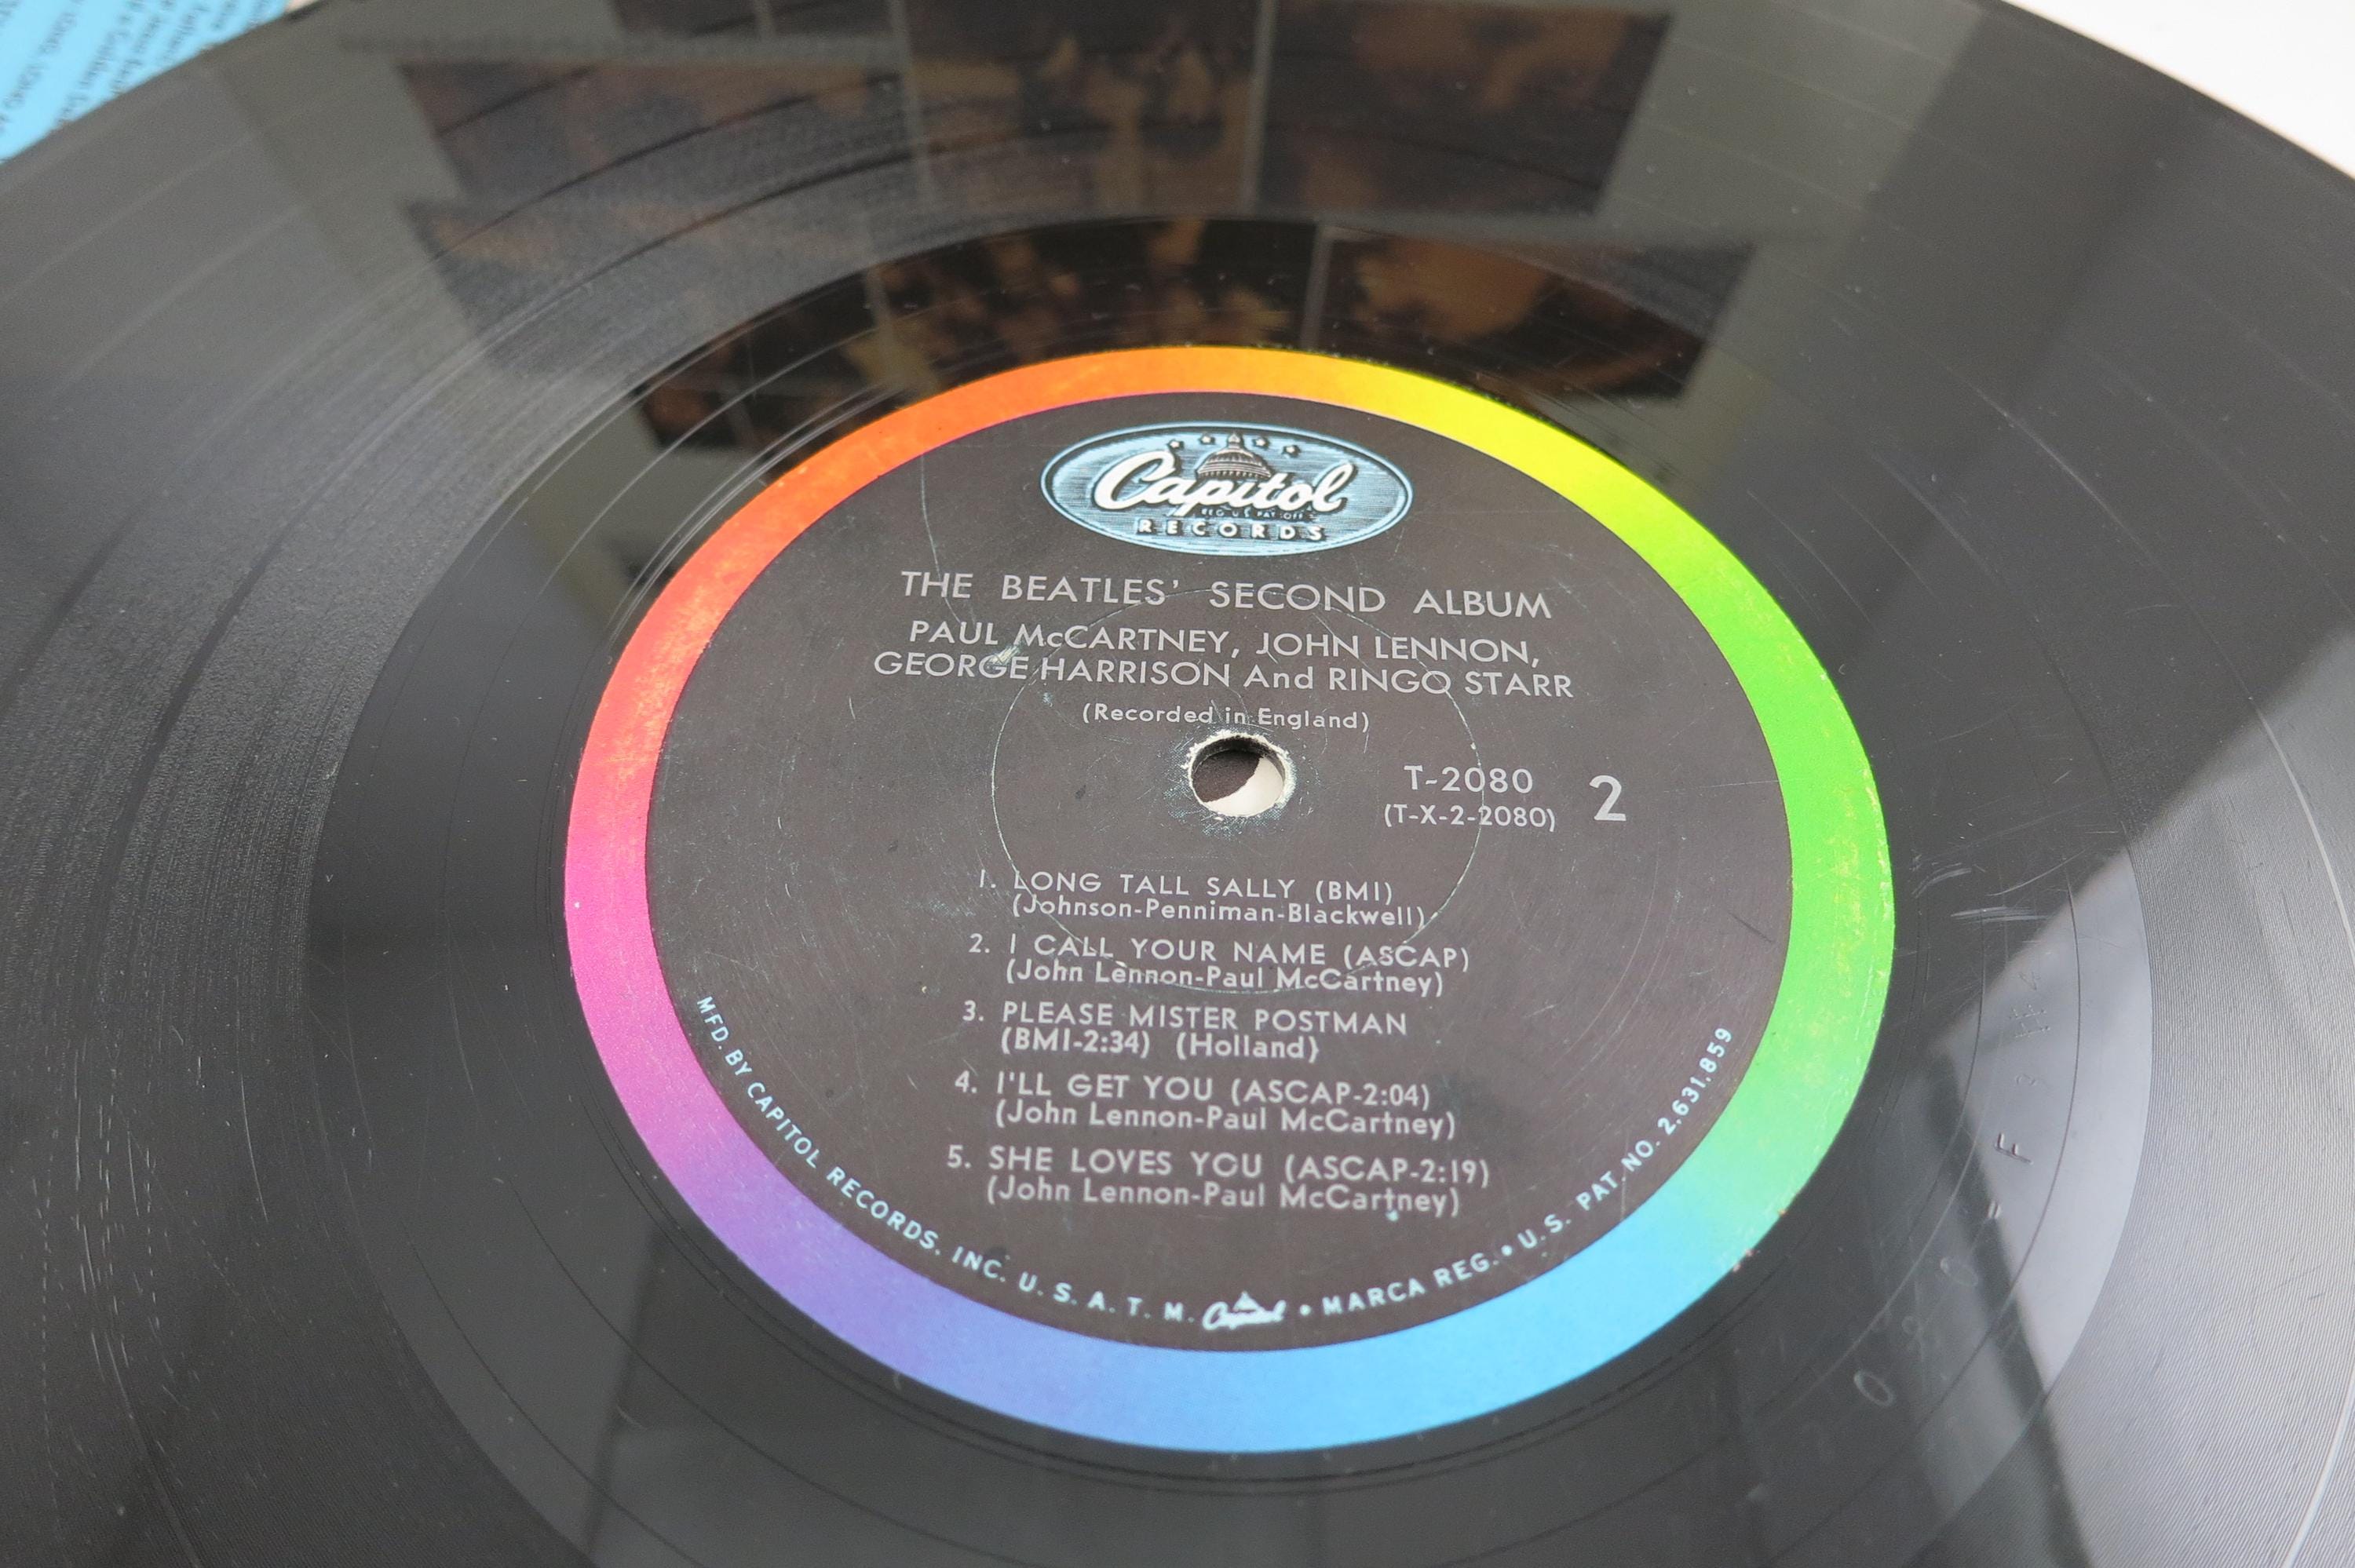 Capitol
REG. U.S. PAT. OFF.
RECORDS
THE BEATLES' SECOND ALBUM
PAUL McCARTNEY, JOHN LENNON,
GEORGE HARRISON And RINGO STARR
(Recorded in England)
T-2080
2
(T-X-2-2080)
1. LONG TALL SALLY (BMI)
(Johnson-Penniman-Blackwell)
2. I CALL YOUR NAME (ASCAP)
(John Lennon-Paul McCartney)
3. PLEASE MISTER POSTMAN
(BMI-2:34) (Holland)
4. I'LL GET YOU (ASCAP-2:04)
(John Lennon-Paul McCartney)
5. SHE LOVES YOU (ASCAP-2:19)
(John Lennon-Paul McCartney)
MFD. BY CAPITOL RECORDS, INC. U. S. A. T. M. Capitol • MARCA REG. • U.S. PAT. NO. 2,631,859